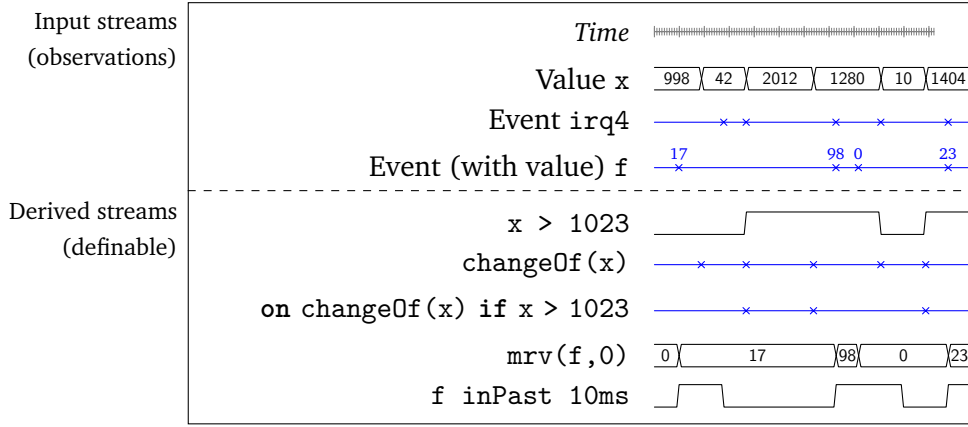 Input streams
(observations)
Time
Value x
998 42 2012 1280 10 1404
Event irq4
Event (with value) f
17 98 0 23
Derived streams
(definable)
x > 1023
changeOf(x)
on changeOf(x) if x > 1023
mrv(f,0)
0 17 98 0 23
f inPast 10ms